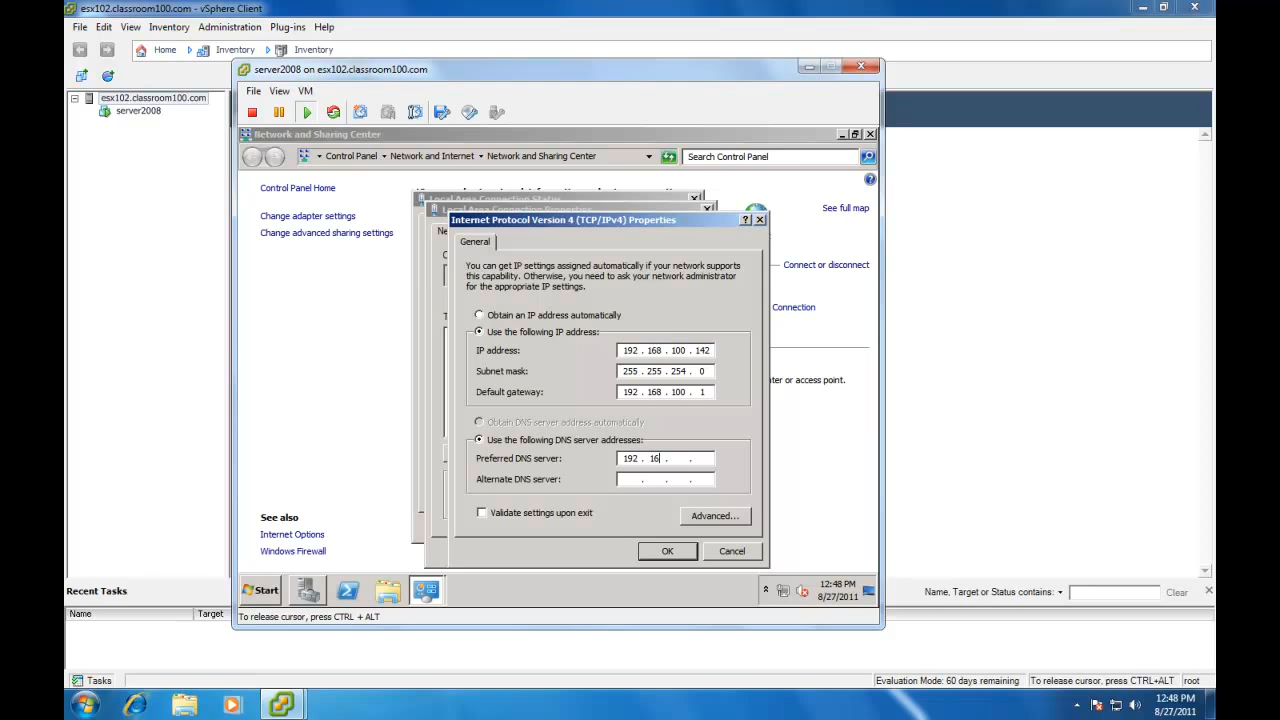 esx102.classroom100.com - vSphere Client
File Edit View Inventory Administration Plug-ins Help
Home Inventory Inventory
esx102.classroom100.com
server2008
server2008 on esx102.classroom100.com
File View VM
Network and Sharing Center
Control Panel Network and Internet Network and Sharing Center Search Control Panel
Control Panel Home
Change adapter settings
Change advanced sharing settings
See full map
Connect or disconnect
Connection
ter or access point.
Local Area Connection Status
Local Area Connection Properties
Ne
Internet Protocol Version 4 (TCP/IPv4) Properties
General
You can get IP settings assigned automatically if your network supports
this capability. Otherwise, you need to ask your network administrator
for the appropriate IP settings.
Obtain an IP address automatically
Use the following IP address:
IP address: 192 . 168 . 100 . 142
Subnet mask: 255 . 255 . 254 . 0
Default gateway: 192 . 168 . 100 . 1
Obtain DNS server address automatically
Use the following DNS server addresses:
Preferred DNS server: 192 . 16 . .
Alternate DNS server: . . .
Validate settings upon exit
Advanced...
OK Cancel
See also
Internet Options
Windows Firewall
Start
12:48 PM
8/27/2011
To release cursor, press CTRL + ALT
Recent Tasks
Name, Target or Status contains: Clear
Name Target
Tasks
Evaluation Mode: 60 days remaining To release cursor, press CTRL+ALT root
12:48 PM
8/27/2011